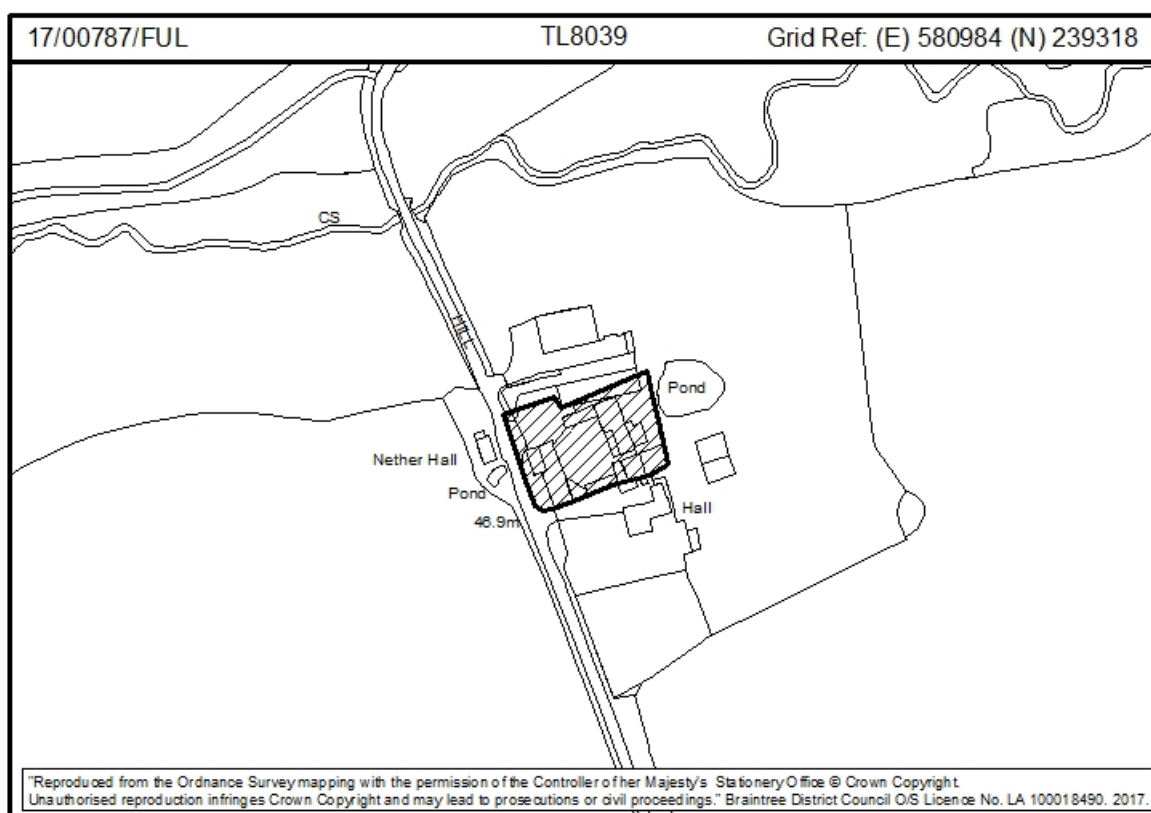 17/00787/FUL TL8039 Grid Ref: (E) 580984 (N) 239318
CS
HILL
Pond
Nether Hall
Pond
46.9m
Hall
"Reproduced from the Ordnance Survey mapping with the permission of the Controller of her Majesty's Stationery Office © Crown Copyright.
Unauthorised reproduction infringes Crown Copyright and may lead to prosecutions or civil proceedings." Braintree District Council O/S Licence No. LA 100018490. 2017.